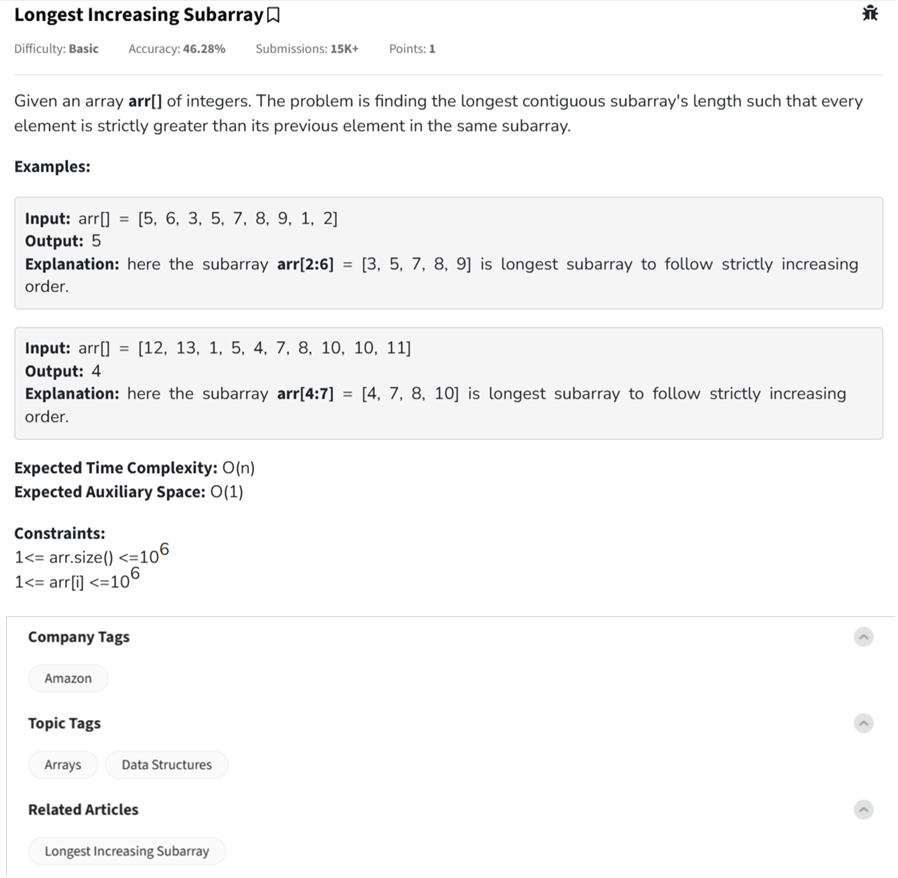 Longest Increasing Subarray
Difficulty: Basic Accuracy: 46.28% Submissions: 15K+ Points: 1
Given an array arr[] of integers. The problem is finding the longest contiguous subarray's length such that every
element is strictly greater than its previous element in the same subarray.
Examples:
Input: arr[] = [5, 6, 3, 5, 7, 8, 9, 1, 2]
Output: 5
Explanation: here the subarray arr[2:6] = [3, 5, 7, 8, 9] is longest subarray to follow strictly increasing
order.
Input: arr[] = [12, 13, 1, 5, 4, 7, 8, 10, 10, 11]
Output: 4
Explanation: here the subarray arr[4:7] = [4, 7, 8, 10] is longest subarray to follow strictly increasing
order.
Expected Time Complexity: O(n)
Expected Auxiliary Space: O(1)
Constraints:
1<= arr.size() <=10⁶
1<= arr[i] <=10⁶
Company Tags
Amazon
Topic Tags
Arrays Data Structures
Related Articles
Longest Increasing Subarray